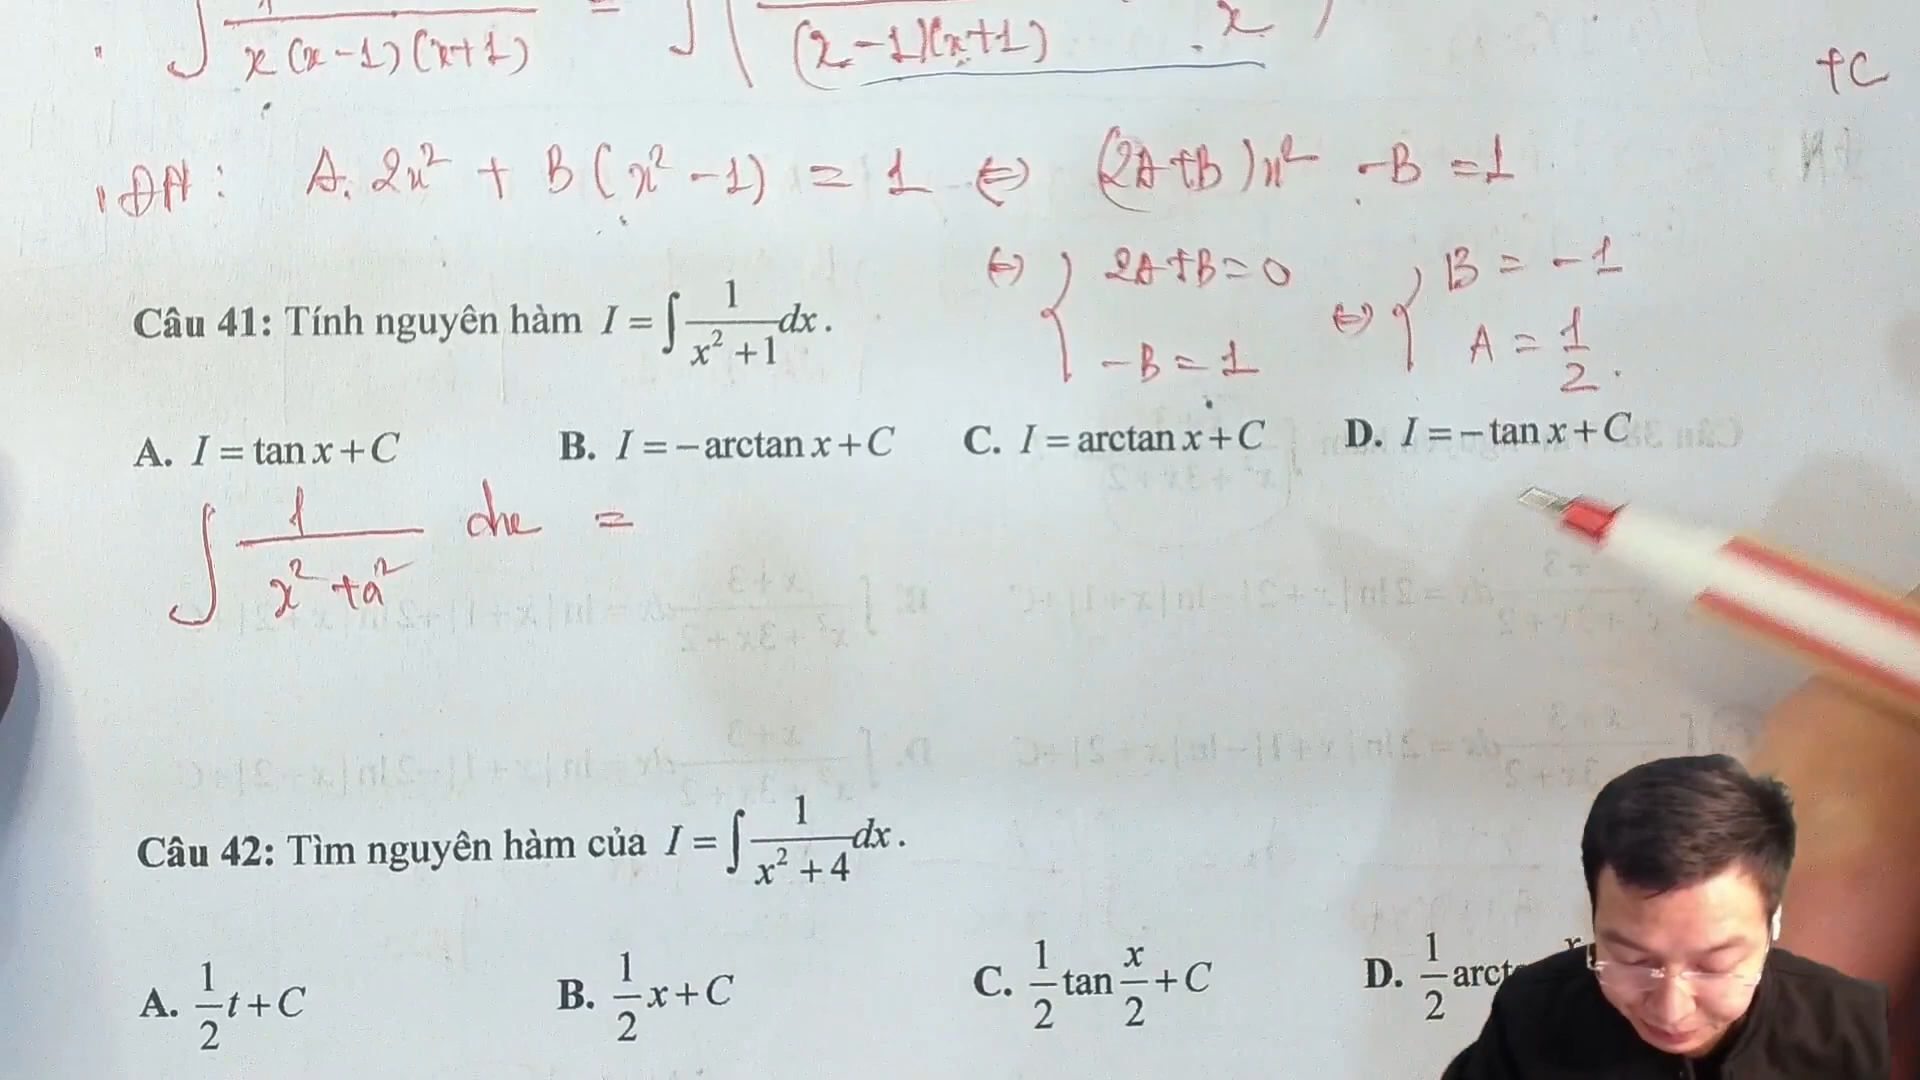 ∫ 1/(x(x-1)(x+1)) = ∫( (x-1)(x+1) . x )
+C
ĐN: A.2x² + B(x²-1) = 1 ⇔ (2A+B)x² -B = 1
⇔ { 2A+B=0 ⇔ { B = -1
-B = 1 A = 1/2.
Câu 41: Tính nguyên hàm I = ∫ 1/(x²+1) dx.
A. I = tan x + C B. I = -arctan x + C C. I = arctan x + C D. I = -tan x + C
∫ 1/(x²+a²) dx =
Câu 42: Tìm nguyên hàm của I = ∫ 1/(x²+4) dx.
A. 1/2 t + C B. 1/2 x + C C. 1/2 tan x/2 + C D. 1/2 arct